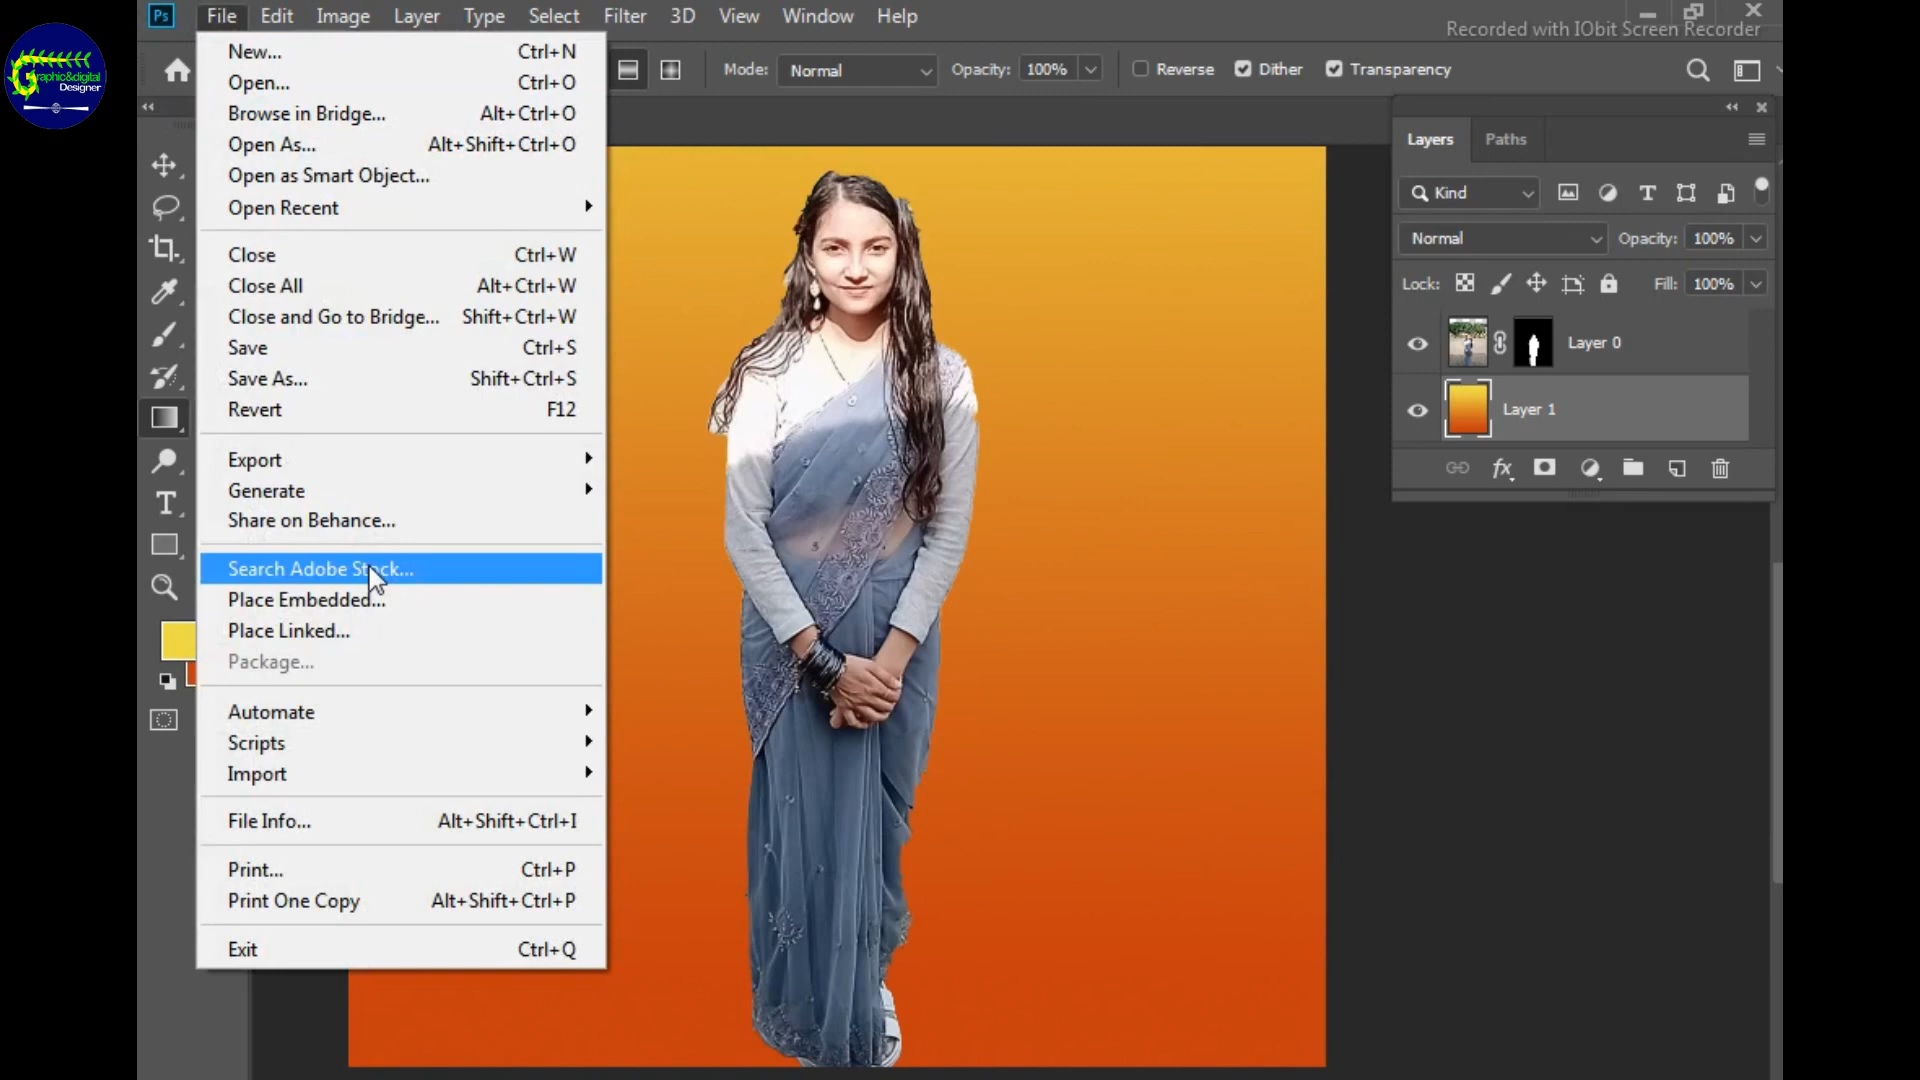 Ps File Edit Image Layer Type Select Filter 3D View Window Help
Recorded with IObit Screen Recorder
Graphic&digital
Designer
Mode: Normal Opacity: 100% Reverse Dither Transparency
New... Ctrl+N
Open... Ctrl+O
Browse in Bridge... Alt+Ctrl+O
Open As... Alt+Shift+Ctrl+O
Open as Smart Object...
Open Recent
Close Ctrl+W
Close All Alt+Ctrl+W
Close and Go to Bridge... Shift+Ctrl+W
Save Ctrl+S
Save As... Shift+Ctrl+S
Revert F12
Export
Generate
Share on Behance...
Search Adobe Stock...
Place Embedded...
Place Linked...
Package...
Automate
Scripts
Import
File Info... Alt+Shift+Ctrl+I
Print... Ctrl+P
Print One Copy Alt+Shift+Ctrl+P
Exit Ctrl+Q
Layers Paths
Kind
Normal Opacity: 100%
Lock: Fill: 100%
Layer 0
Layer 1
fx